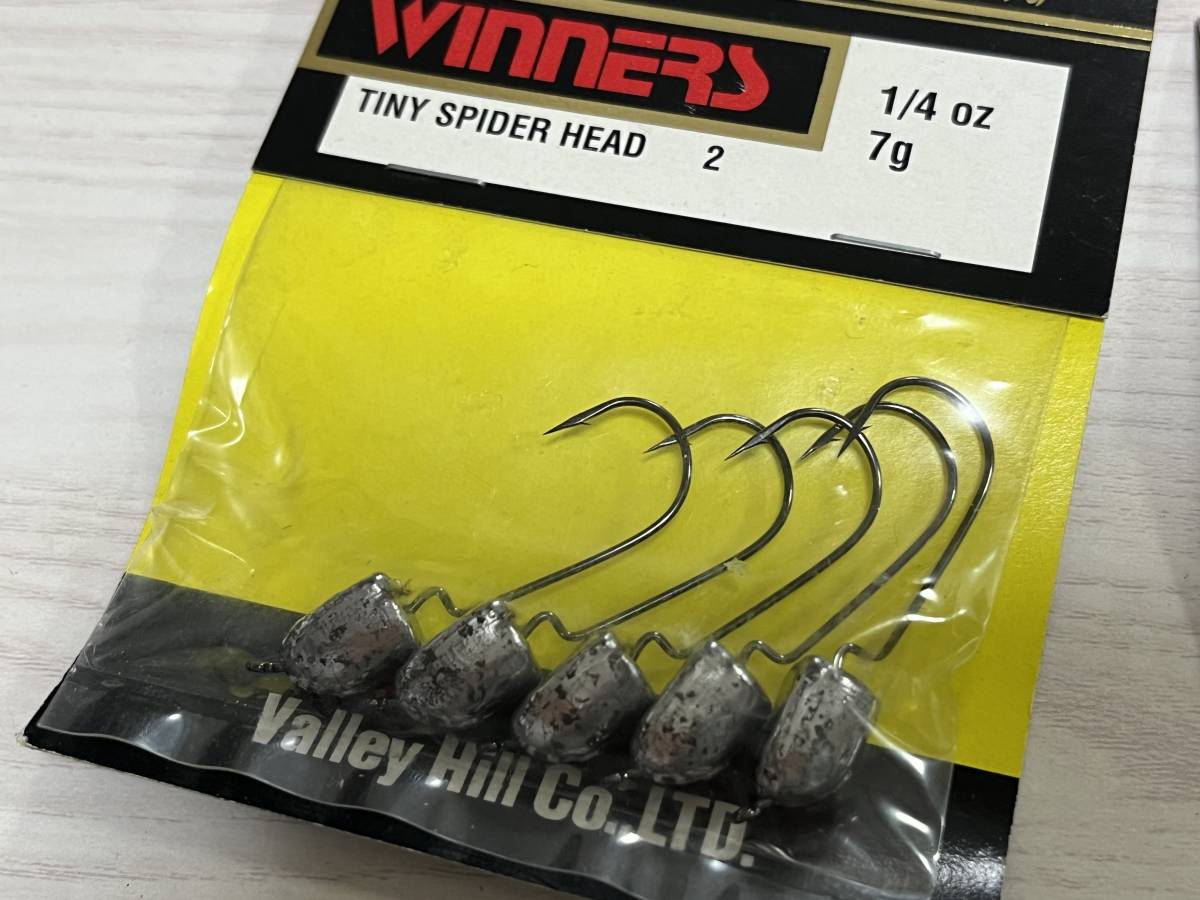 WINNERS
TINY SPIDER HEAD 2
1/4 oz
7g
Valley Hill Co., LTD.